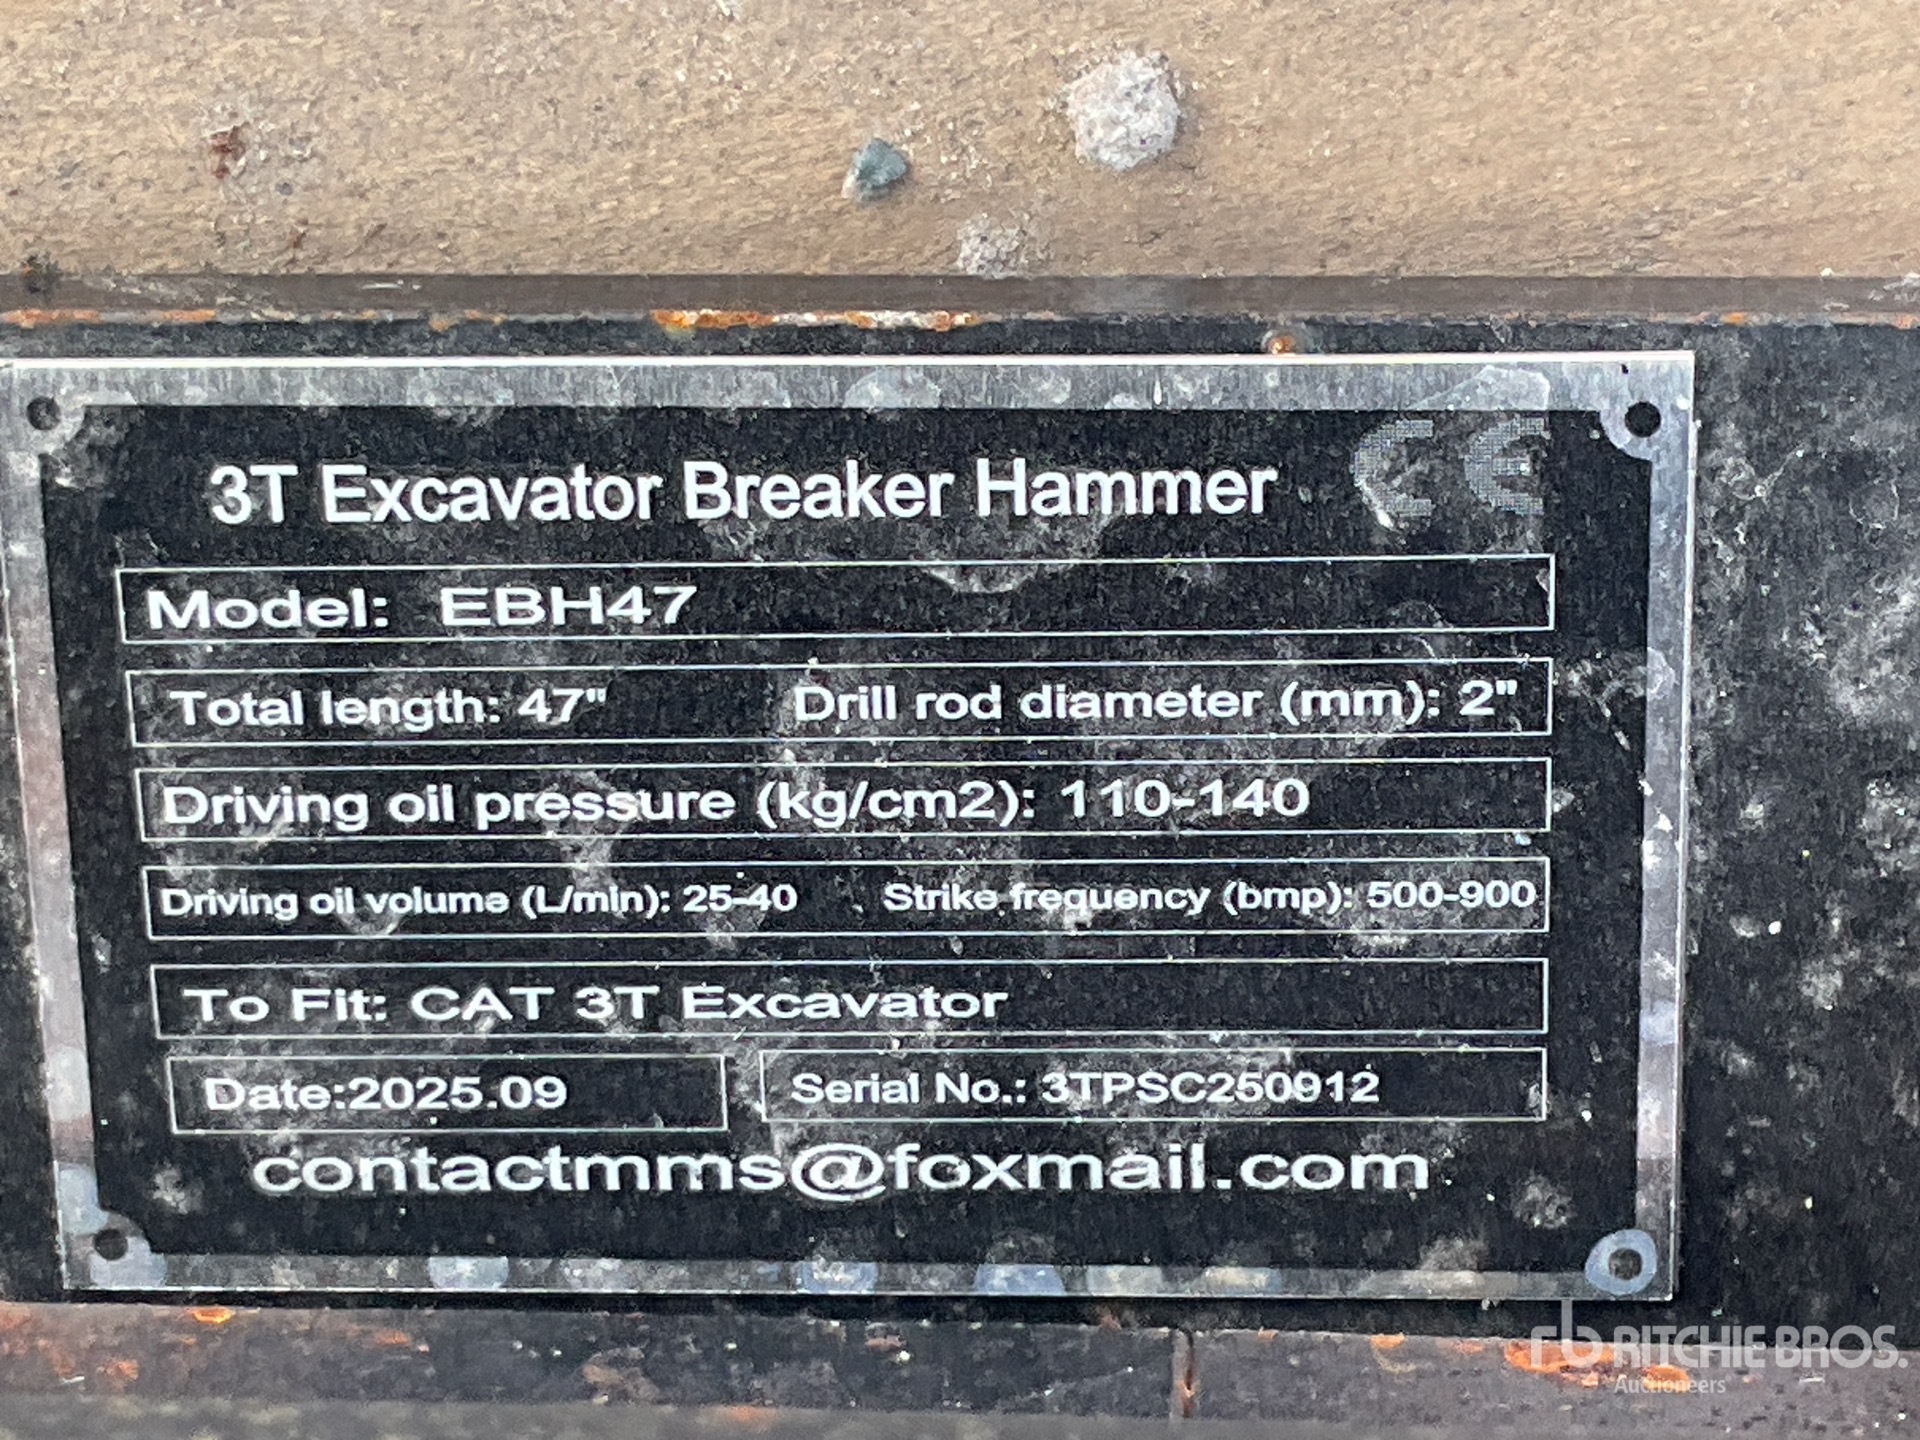 3T Excavator Breaker Hammer CE
Model: EBH47
Total length: 47" Drill rod diameter (mm): 2"
Driving oil pressure (kg/cm2): 110-140
Driving oil volume (L/min): 25-40 Strike frequency (bmp): 500-900
To Fit: CAT 3T Excavator
Date:2025.09 Serial No.: 3TPSC250912
contactmms@foxmail.com
rb RITCHIE BROS.
Auctioneers